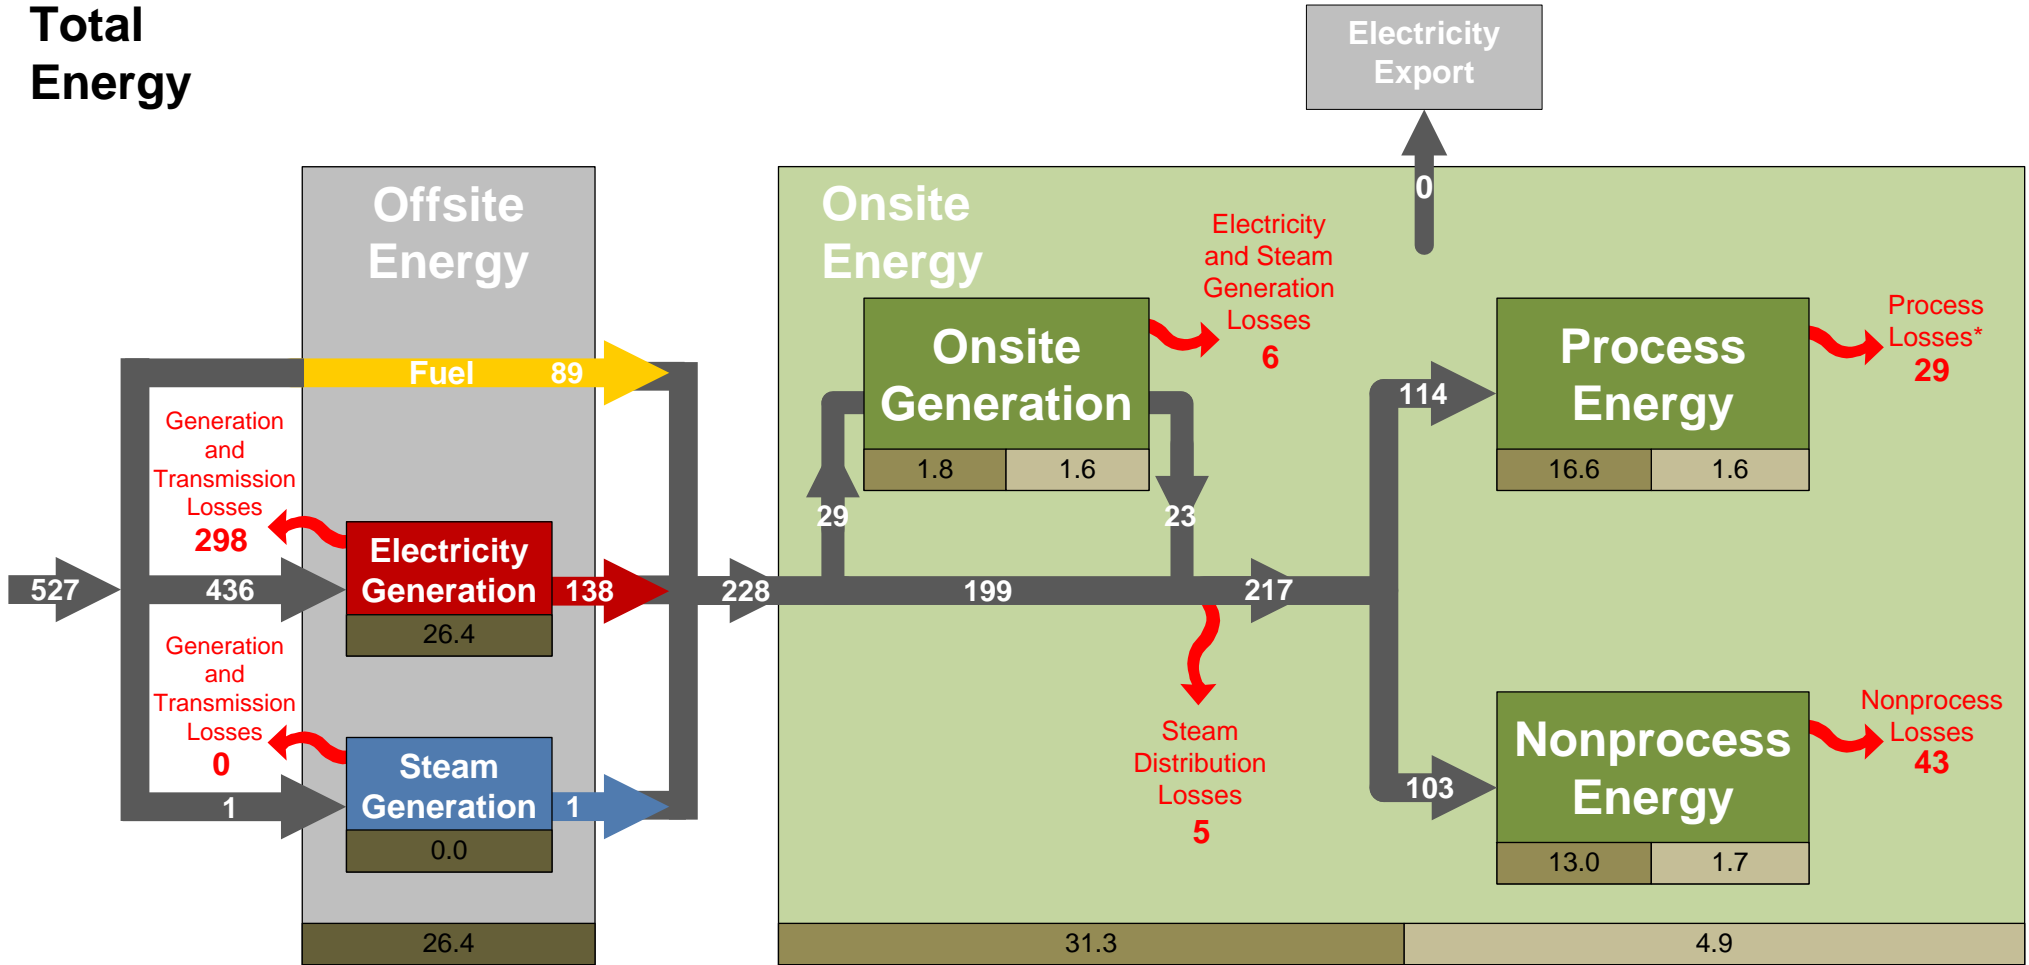 Total
Energy
Electricity
Export
0
Offsite
Energy
Fuel 89
Generation
and
Transmission
Losses
298
527
436
Electricity
Generation
138
26.4
Generation
and
Transmission
Losses
0
1
Steam
Generation
1
0.0
26.4
228
Onsite
Energy
Onsite
Generation
1.8 1.6
29
23
Electricity
and Steam
Generation
Losses
6
199
217
Steam
Distribution
Losses
5
114
Process
Energy
16.6 1.6
Process
Losses*
29
103
Nonprocess
Energy
13.0 1.7
Nonprocess
Losses
43
31.3 4.9